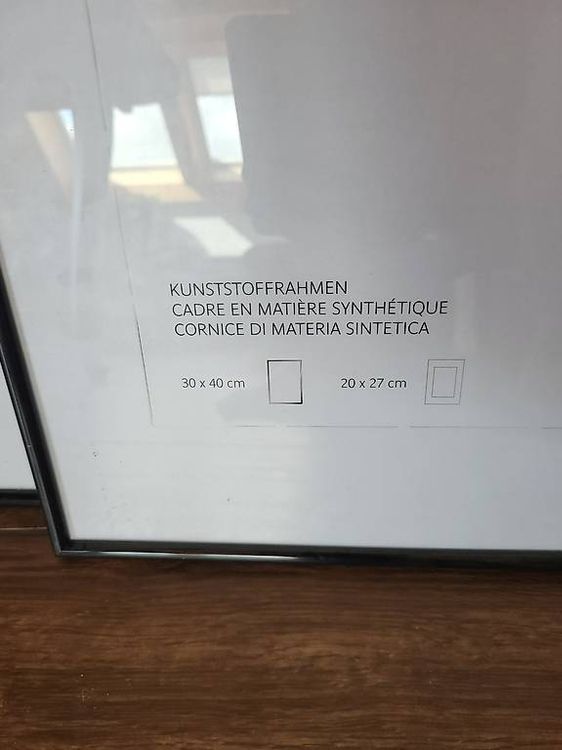 KUNSTSTOFFRAHMEN
CADRE EN MATIÈRE SYNTHÉTIQUE
CORNICE DI MATERIA SINTETICA
30 x 40 cm 20 x 27 cm